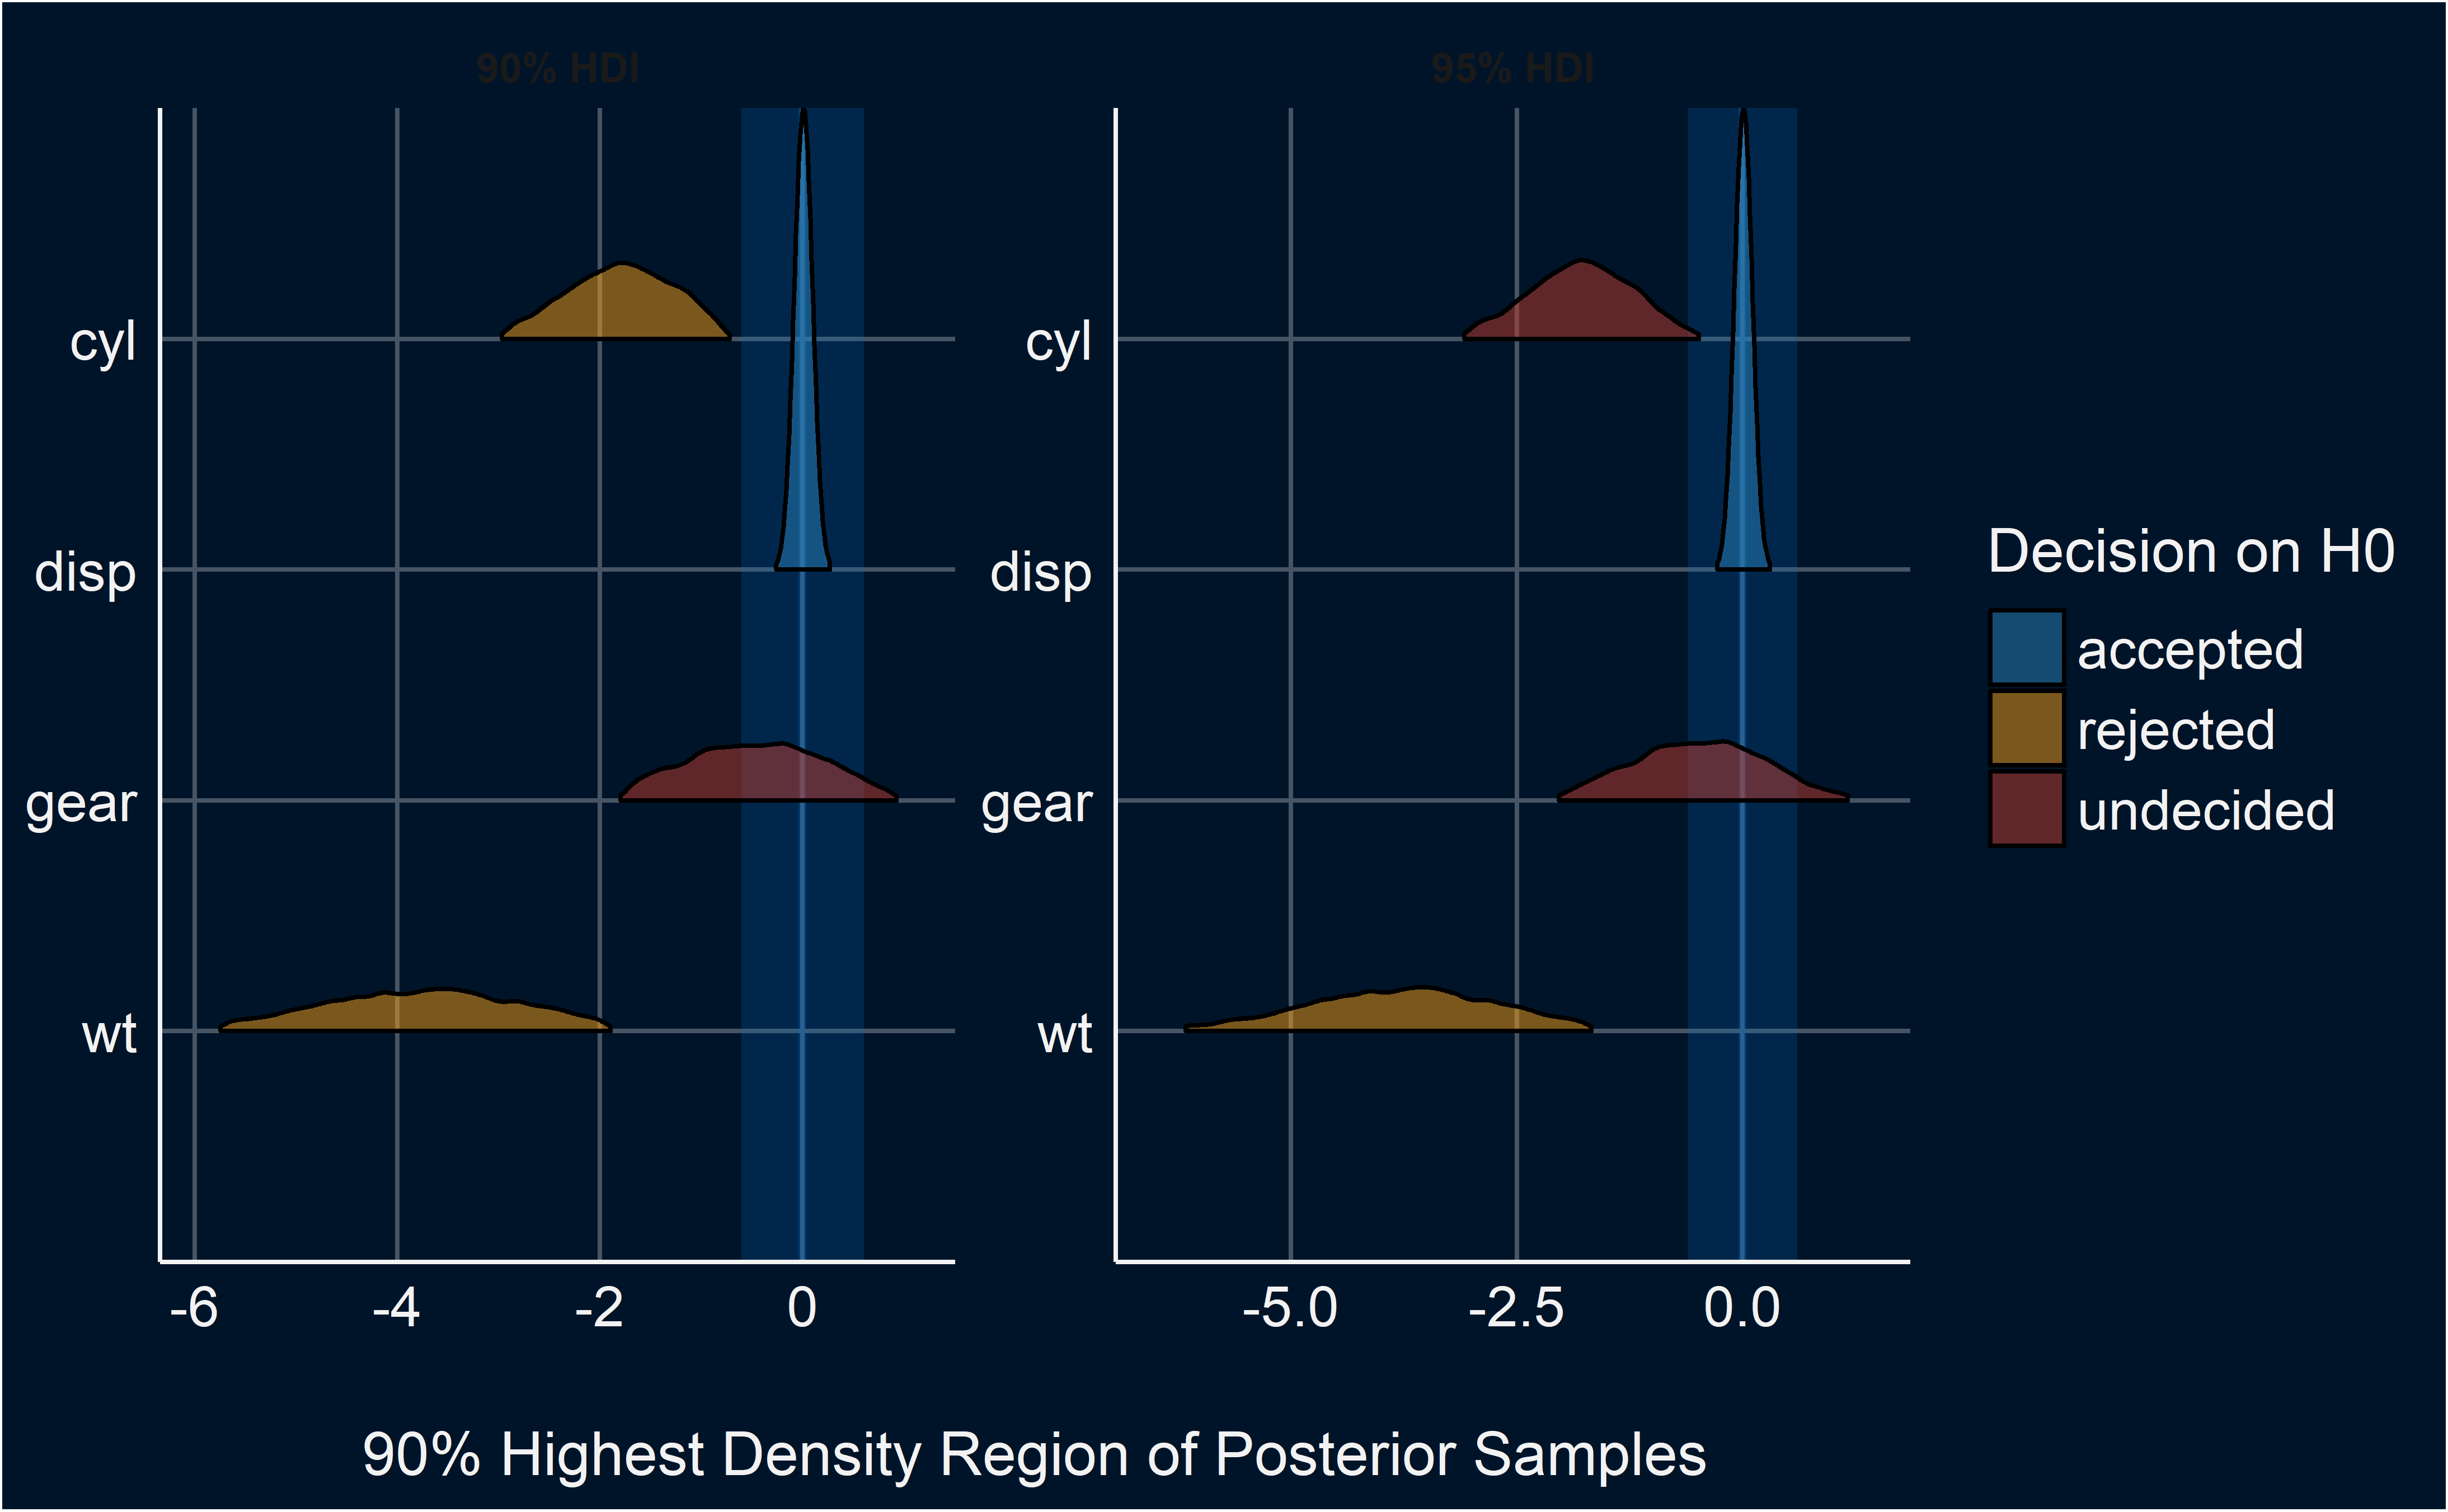 90% HDI
95% HDI
cyl
disp
gear
wt
-6 -4 -2 0
cyl
disp
gear
wt
-5.0 -2.5 0.0
Decision on H0
accepted
rejected
undecided
90% Highest Density Region of Posterior Samples